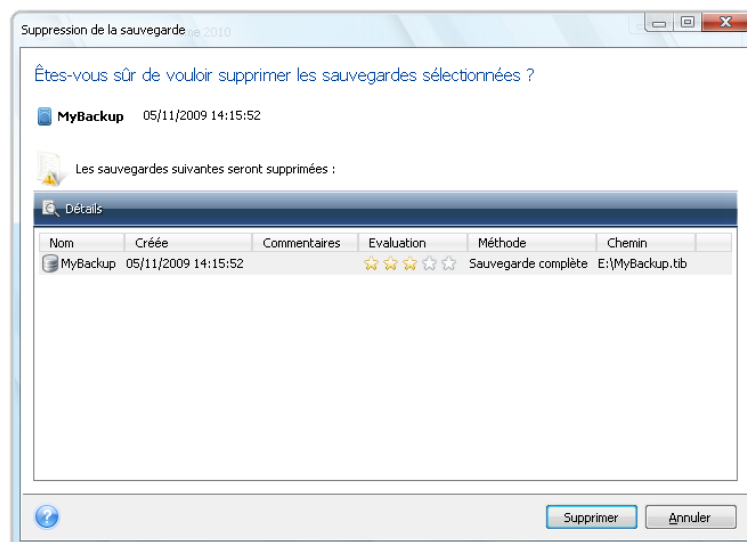 Suppression de la sauvegarde
2010
Êtes-vous sûr de vouloir supprimer les sauvegardes sélectionnées ?
MyBackup 05/11/2009 14:15:52
Les sauvegardes suivantes seront supprimées :
Détails
Nom Créée Commentaires Evaluation Méthode Chemin
MyBackup 05/11/2009 14:15:52 Sauvegarde complète E:\MyBackup.tib
Supprimer Annuler